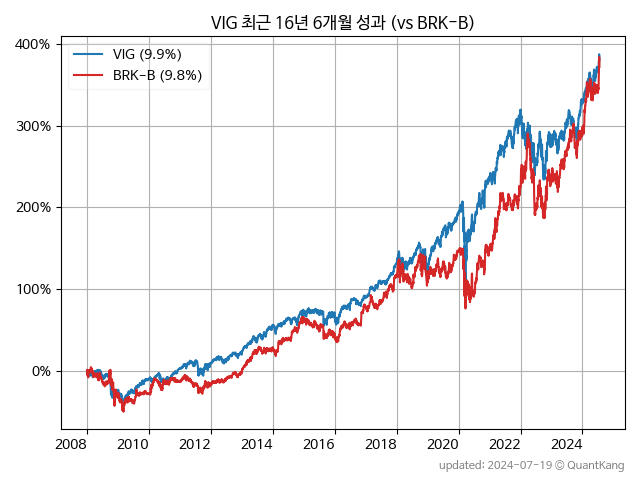 VIG 최근 16년 6개월 성과 (vs BRK-B)
VIG (9.9%)
BRK-B (9.8%)
400%
300%
200%
100%
0%
2008 2010 2012 2014 2016 2018 2020 2022 2024
updated: 2024-07-19 © QuantKang